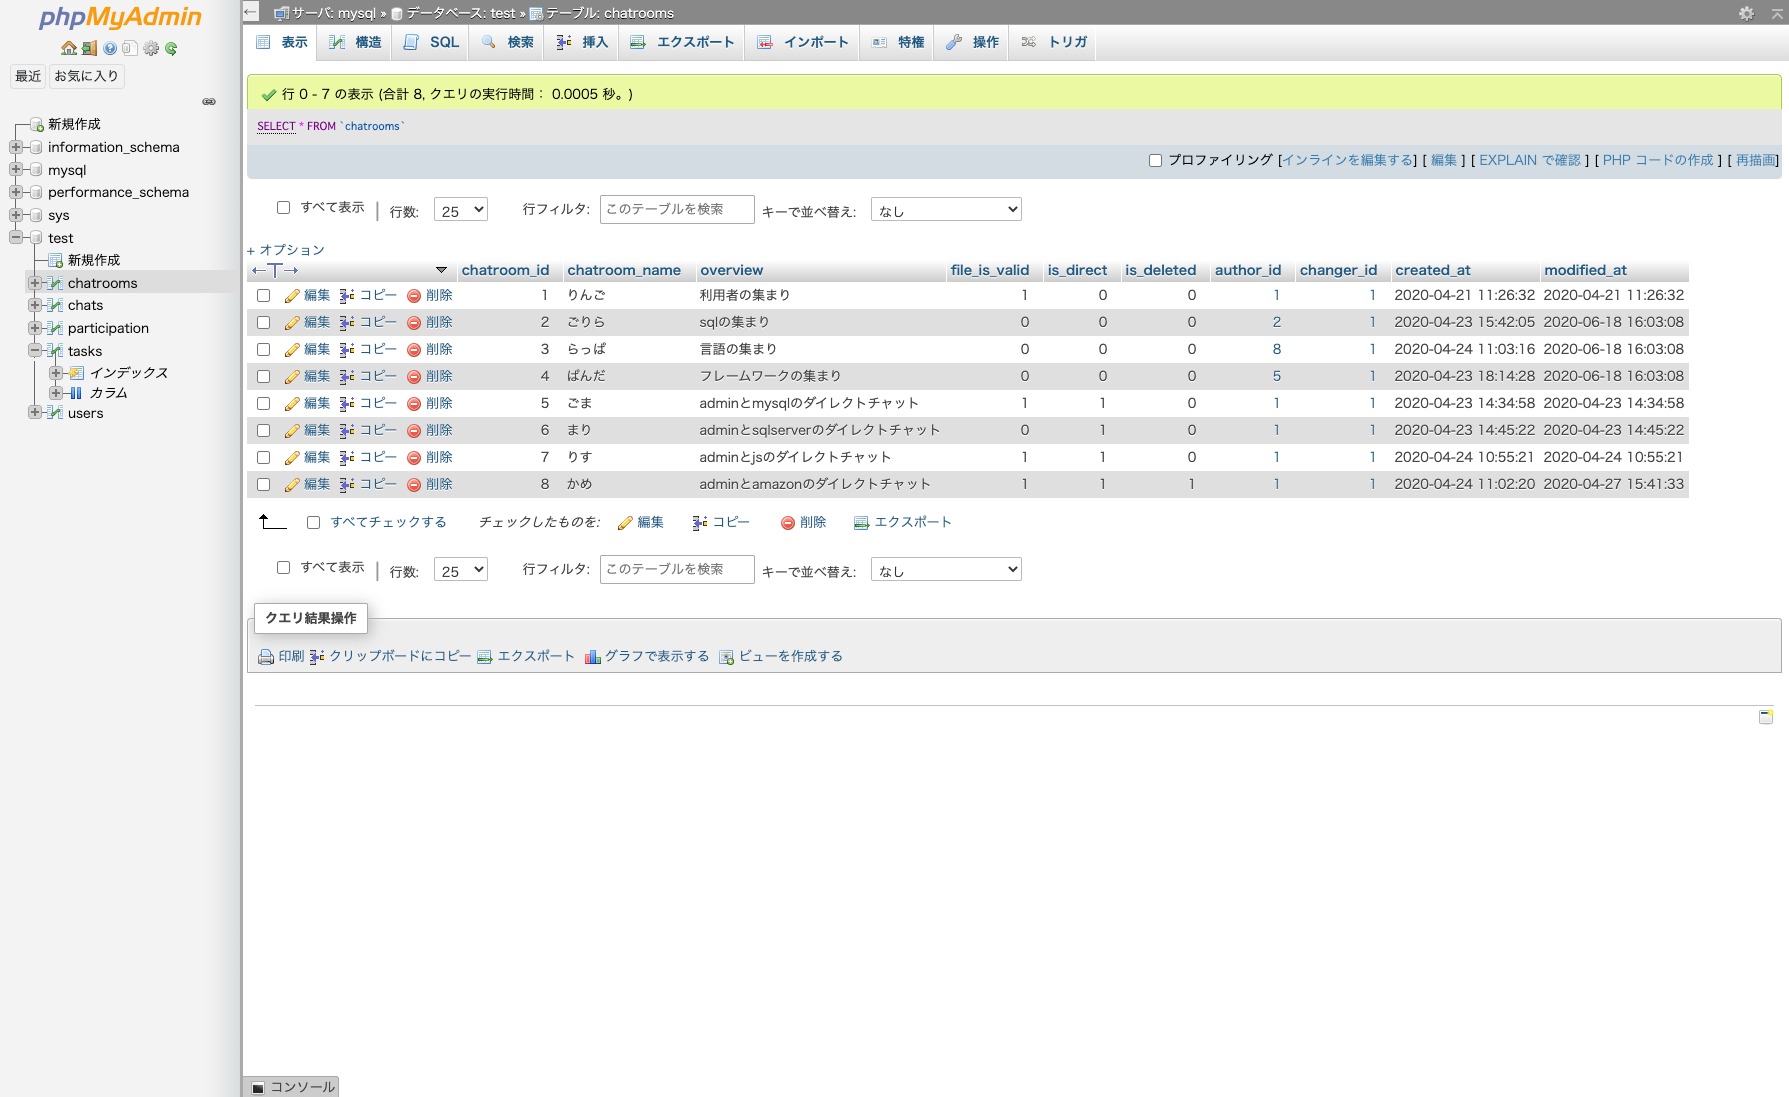 phpMyAdmin
最近 お気に入り
新規作成
information_schema
mysql
performance_schema
sys
test
新規作成
chatrooms
chats
participation
tasks
インデックス
カラム
users
サーバ: mysql » データベース: test » テーブル: chatrooms
表示 構造 SQL 検索 挿入 エクスポート インポート 特権 操作 トリガ
行 0 - 7 の表示 (合計 8, クエリの実行時間： 0.0005 秒。)
SELECT * FROM `chatrooms`
プロファイリング [インラインを編集する] [ 編集 ] [ EXPLAIN で確認 ] [ PHP コードの作成 ] [ 再描画]
すべて表示 | 行数: 25 行フィルタ: このテーブルを検索 キーで並べ替え: なし
+ オプション
←T→ chatroom_id chatroom_name overview file_is_valid is_direct is_deleted author_id changer_id created_at modified_at
編集 コピー 削除 1 りんご 利用者の集まり 1 0 0 1 1 2020-04-21 11:26:32 2020-04-21 11:26:32
編集 コピー 削除 2 ごりら sqlの集まり 0 0 0 2 1 2020-04-23 15:42:05 2020-06-18 16:03:08
編集 コピー 削除 3 らっぱ 言語の集まり 0 0 0 8 1 2020-04-24 11:03:16 2020-06-18 16:03:08
編集 コピー 削除 4 ぱんだ フレームワークの集まり 0 0 0 5 1 2020-04-23 18:14:28 2020-06-18 16:03:08
編集 コピー 削除 5 ごま adminとmysqlのダイレクトチャット 1 1 0 1 1 2020-04-23 14:34:58 2020-04-23 14:34:58
編集 コピー 削除 6 まり adminとsqlserverのダイレクトチャット 0 1 0 1 1 2020-04-23 14:45:22 2020-04-23 14:45:22
編集 コピー 削除 7 りす adminとjsのダイレクトチャット 1 1 0 1 1 2020-04-24 10:55:21 2020-04-24 10:55:21
編集 コピー 削除 8 かめ adminとamazonのダイレクトチャット 1 1 1 1 1 2020-04-24 11:02:20 2020-04-27 15:41:33
すべてチェックする チェックしたものを: 編集 コピー 削除 エクスポート
すべて表示 | 行数: 25 行フィルタ: このテーブルを検索 キーで並べ替え: なし
クエリ結果操作
印刷 クリップボードにコピー エクスポート グラフで表示する ビューを作成する
コンソール